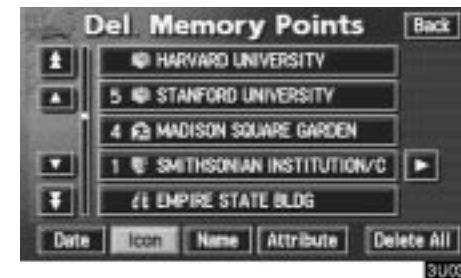 Del. Memory Points Back
HARVARD UNIVERSITY
5 STANFORD UNIVERSITY
4 MADISON SQUARE GARDEN
1 SMITHSONIAN INSTITUTION/C
EMPIRE STATE BLDG
Date Icon Name Attribute Delete All